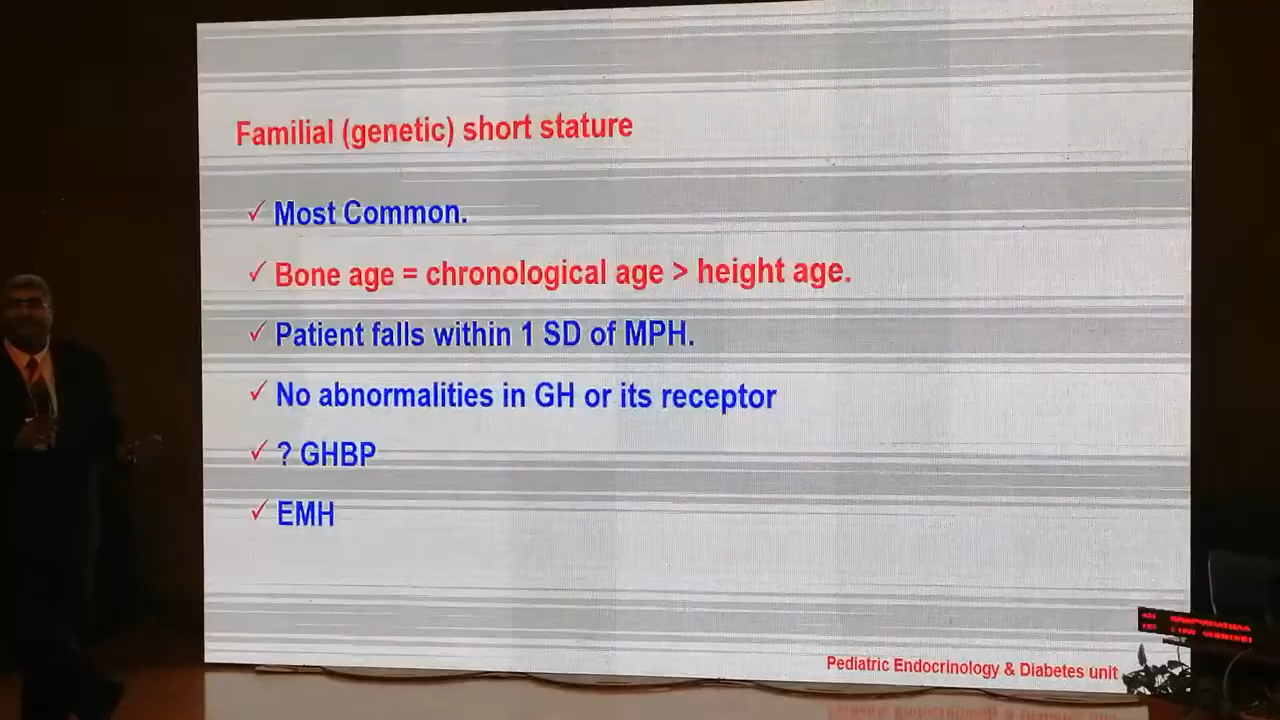 Familial (genetic) short stature
✓ Most Common.
✓ Bone age = chronological age > height age.
✓ Patient falls within 1 SD of MPH.
✓ No abnormalities in GH or its receptor
✓ ? GHBP
✓ EMH
Pediatric Endocrinology & Diabetes unit